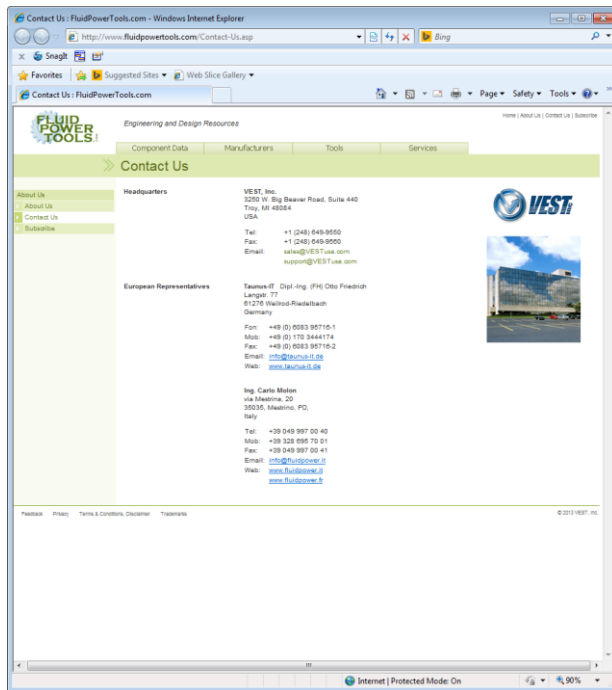 Contact Us : FluidPowerTools.com - Windows Internet Explorer
http://www.fluidpowertools.com/Contact-Us.asp
Bing
x SnagIt
Favorites Suggested Sites Web Slice Gallery
Contact Us : FluidPowerTools.com
Page Safety Tools
FLUID POWER TOOLS
Engineering and Design Resources
Home | About Us | Contact Us | Subscribe
Component Data Manufacturers Tools Services
Contact Us
About Us
About Us
Contact Us
Subscribe
Headquarters
VEST, Inc.
3250 W. Big Beaver Road, Suite 440
Troy, MI 48084
USA
Tel: +1 (248) 649-9550
Fax: +1 (248) 649-9560
Email: sales@VESTusa.com
support@VESTusa.com
VEST
European Representatives
Taunus-IT Dipl.-Ing. (FH) Otto Friedrich
Langstr. 77
61276 Weilrod-Riedelbach
Germany
Fon: +49 (0) 6083 95716-1
Mob: +49 (0) 170 3444174
Fax: +49 (0) 6083 95716-2
Email: info@taunus-it.de
Web: www.taunus-it.de
Ing. Carlo Molon
via Mestrina, 20
35035, Mestrino, PD,
Italy
Tel: +39 049 997 00 40
Mob: +39 328 695 70 01
Fax: +39 049 997 00 41
Email: info@fluidpower.it
Web: www.fluidpower.it
www.fluidpower.fr
Feedback Privacy Terms & Conditions, Disclaimer Trademarks
© 2013 VEST, Inc.
Internet | Protected Mode: On
90%